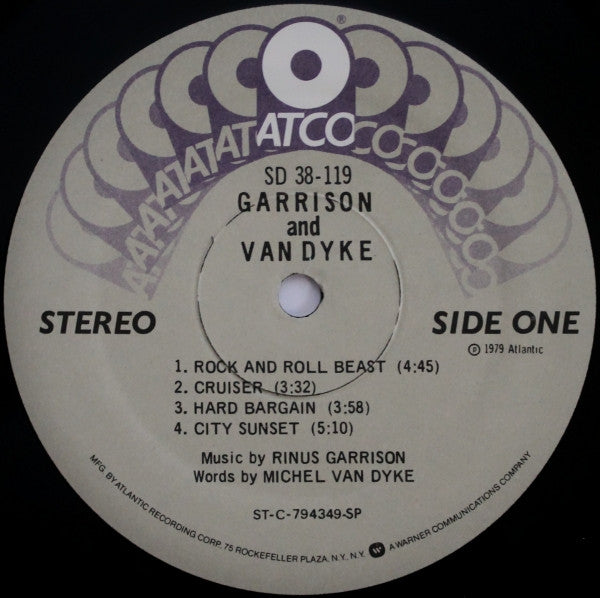 ®
ATCO
SD 38-119
GARRISON
and
VAN DYKE
STEREO
SIDE ONE
℗ 1979 Atlantic
1. ROCK AND ROLL BEAST (4:45)
2. CRUISER (3:32)
3. HARD BARGAIN (3:58)
4. CITY SUNSET (5:10)
Music by RINUS GARRISON
Words by MICHEL VAN DYKE
ST-C-794349-SP
MFG. BY ATLANTIC RECORDING CORP. 75 ROCKEFELLER PLAZA, N.Y., N.Y. W A WARNER COMMUNICATIONS COMPANY